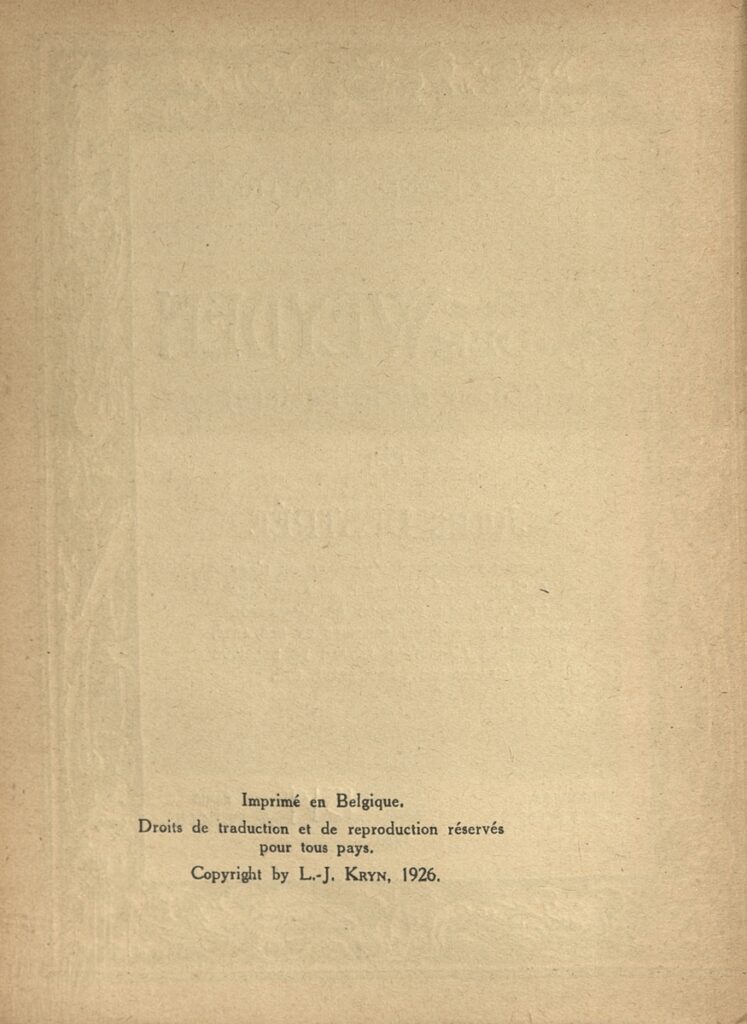 Imprimé en Belgique.
Droits de traduction et de reproduction réservés
pour tous pays.
Copyright by L.-J. KRYN, 1926.